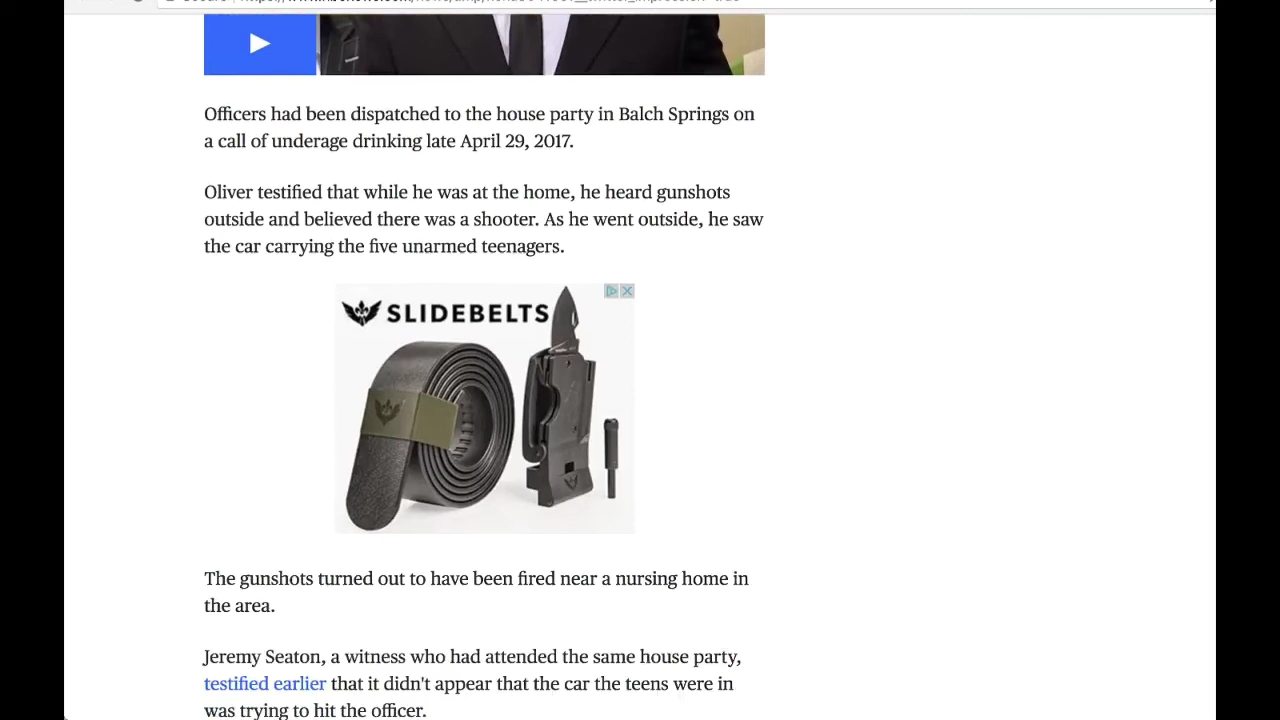 Officers had been dispatched to the house party in Balch Springs on
a call of underage drinking late April 29, 2017.
Oliver testified that while he was at the home, he heard gunshots
outside and believed there was a shooter. As he went outside, he saw
the car carrying the five unarmed teenagers.
SLIDEBELTS
The gunshots turned out to have been fired near a nursing home in
the area.
Jeremy Seaton, a witness who had attended the same house party,
testified earlier that it didn't appear that the car the teens were in
was trying to hit the officer.